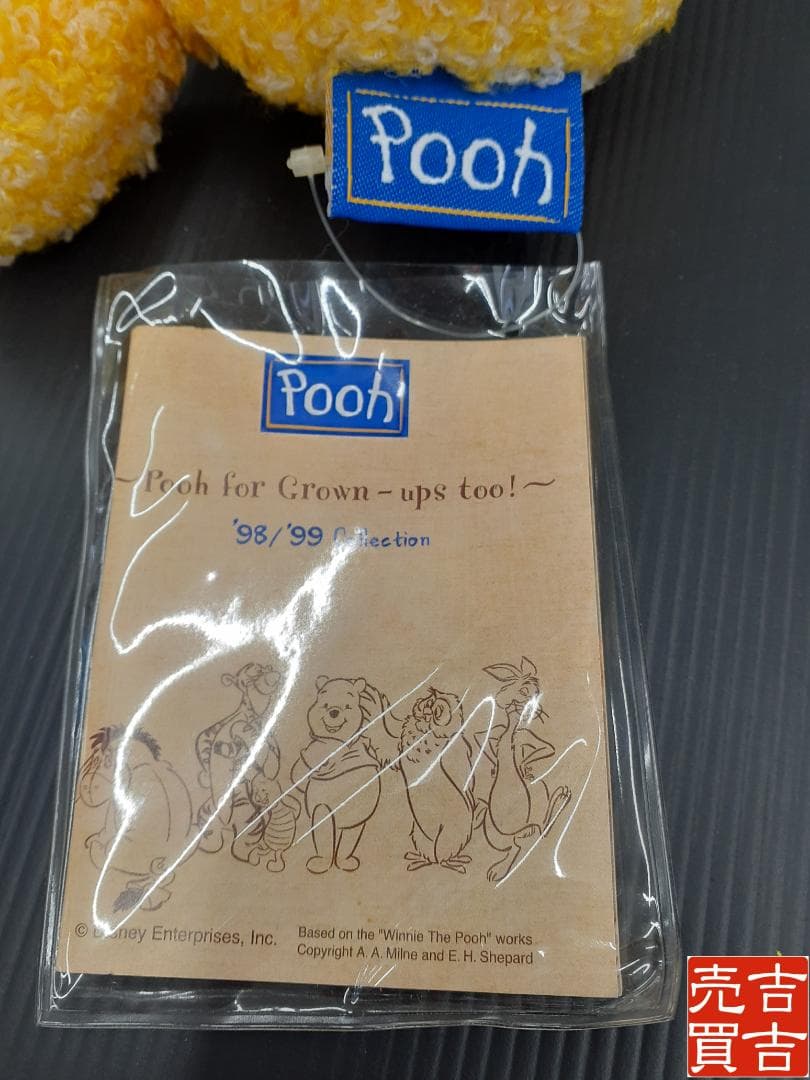 Pooh
Pooh
~Pooh for Grown-ups too!~
'98/'99 Collection
© Disney Enterprises, Inc.
Based on the "Winnie The Pooh" works
Copyright A. A. Milne and E. H. Shepard
売吉
買吉